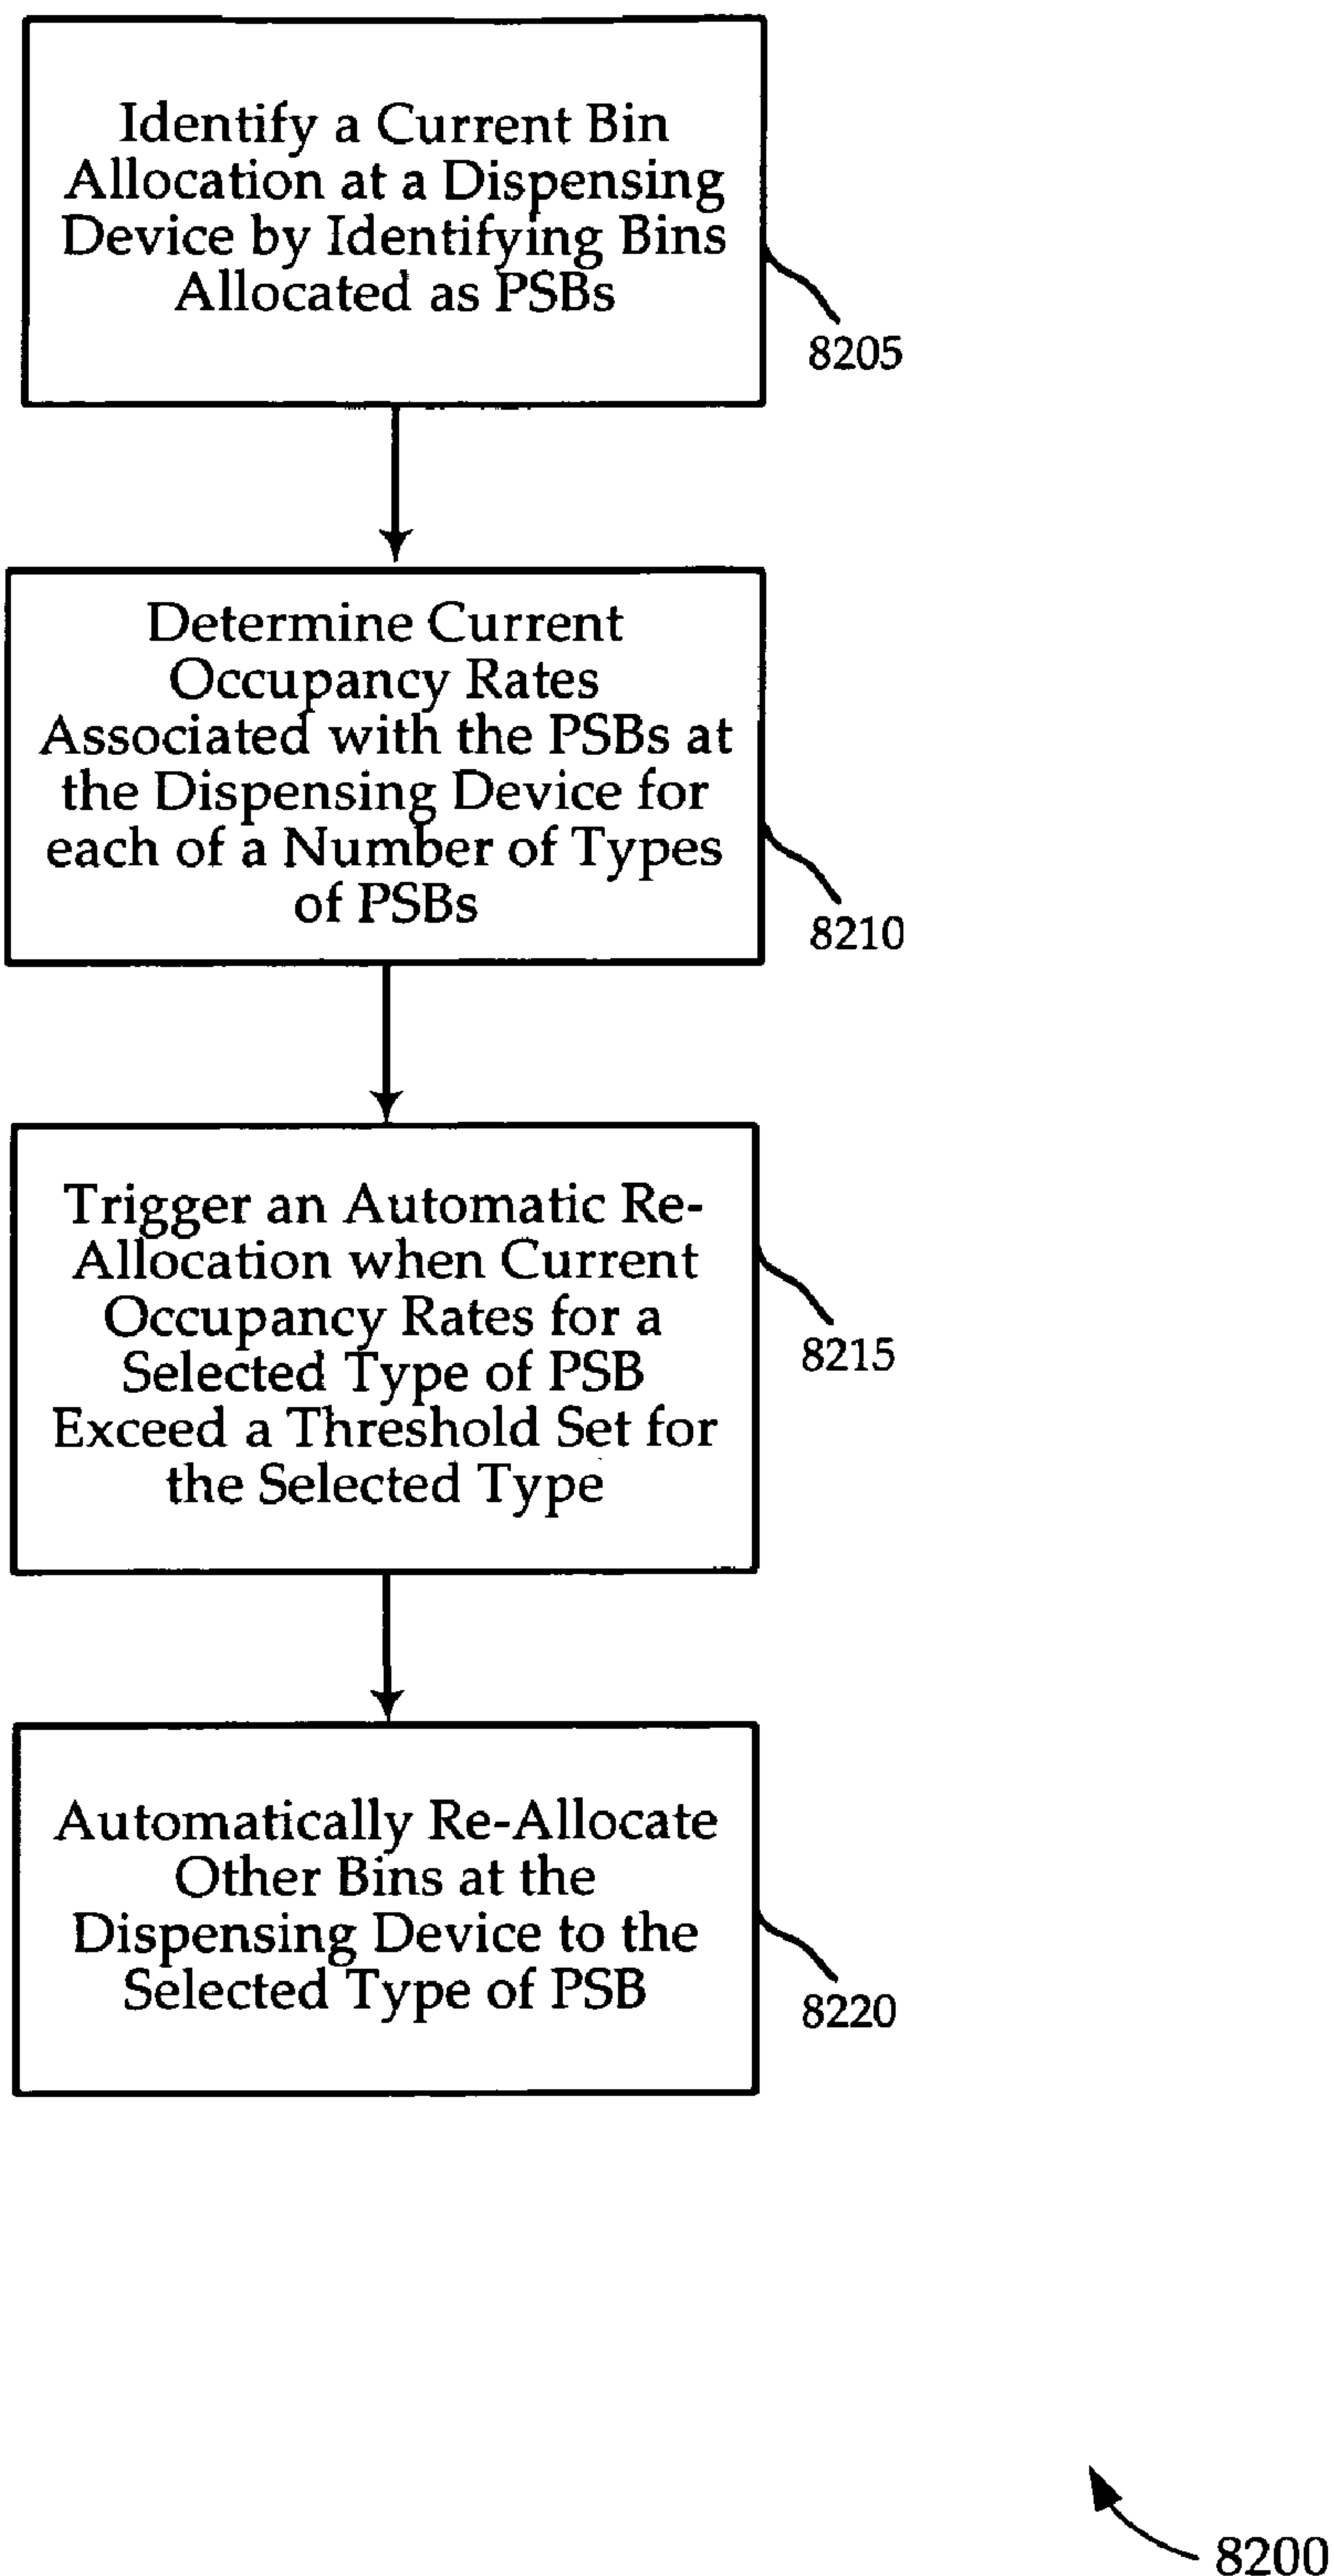 Identify a Current Bin
Allocation at a Dispensing
Device by Identifying Bins
Allocated as PSBs
8205
Determine Current
Occupancy Rates
Associated with the PSBs at
the Dispensing Device for
each of a Number of Types
of PSBs
8210
Trigger an Automatic Re-
Allocation when Current
Occupancy Rates for a
Selected Type of PSB
Exceed a Threshold Set for
the Selected Type
8215
Automatically Re-Allocate
Other Bins at the
Dispensing Device to the
Selected Type of PSB
8220
8200